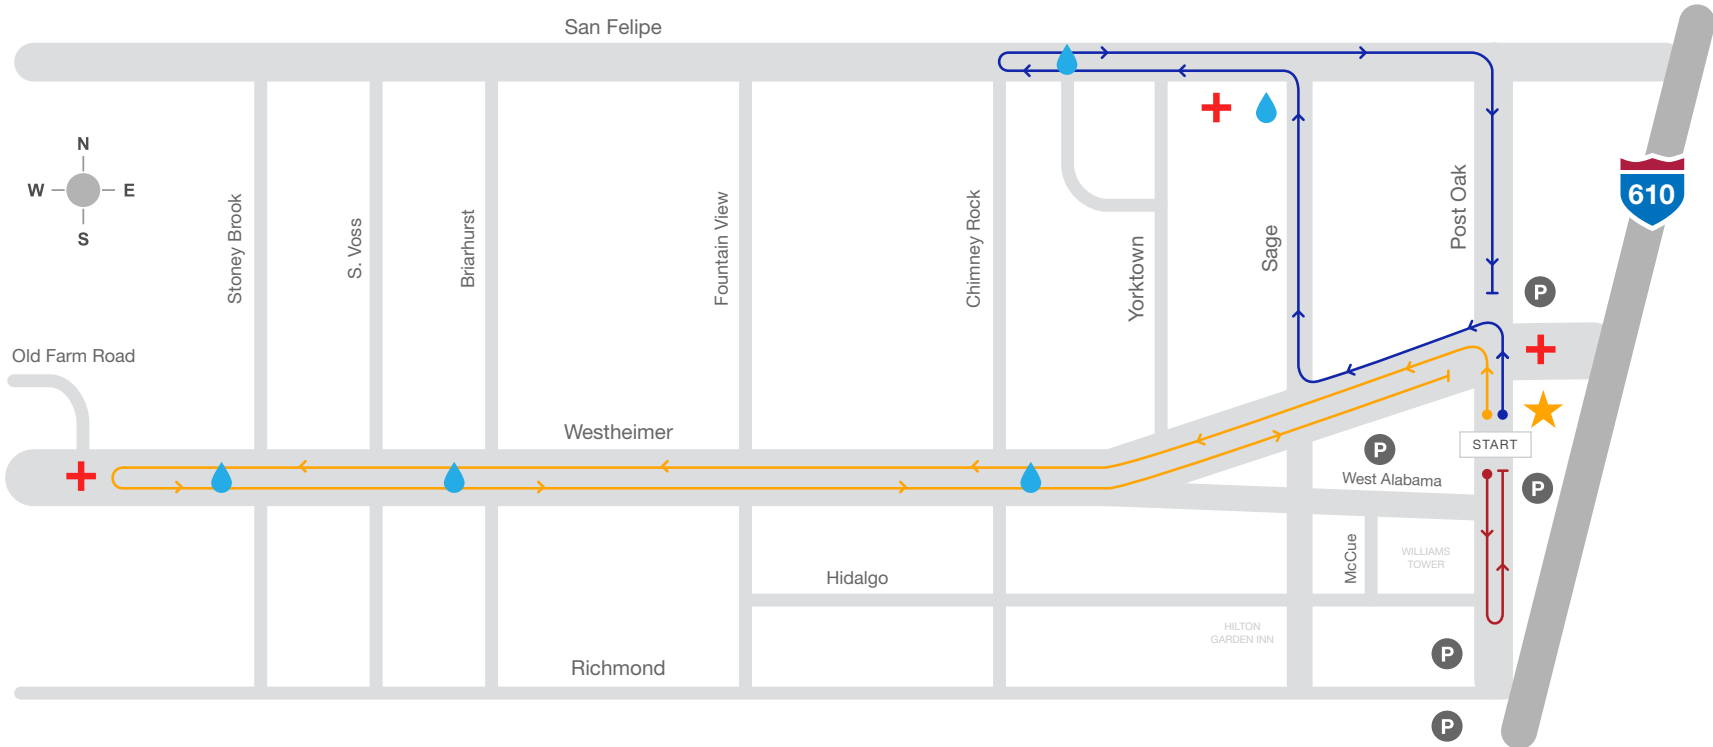 San Felipe
N
W E
S
610
Stoney Brook
S. Voss
Briarhurst
Fountain View
Chimney Rock
Yorktown
Sage
Post Oak
P
Old Farm Road
Westheimer
START
P
West Alabama
P
McCue
WILLIAMS
TOWER
Hidalgo
HILTON
GARDEN INN
Richmond
P
P